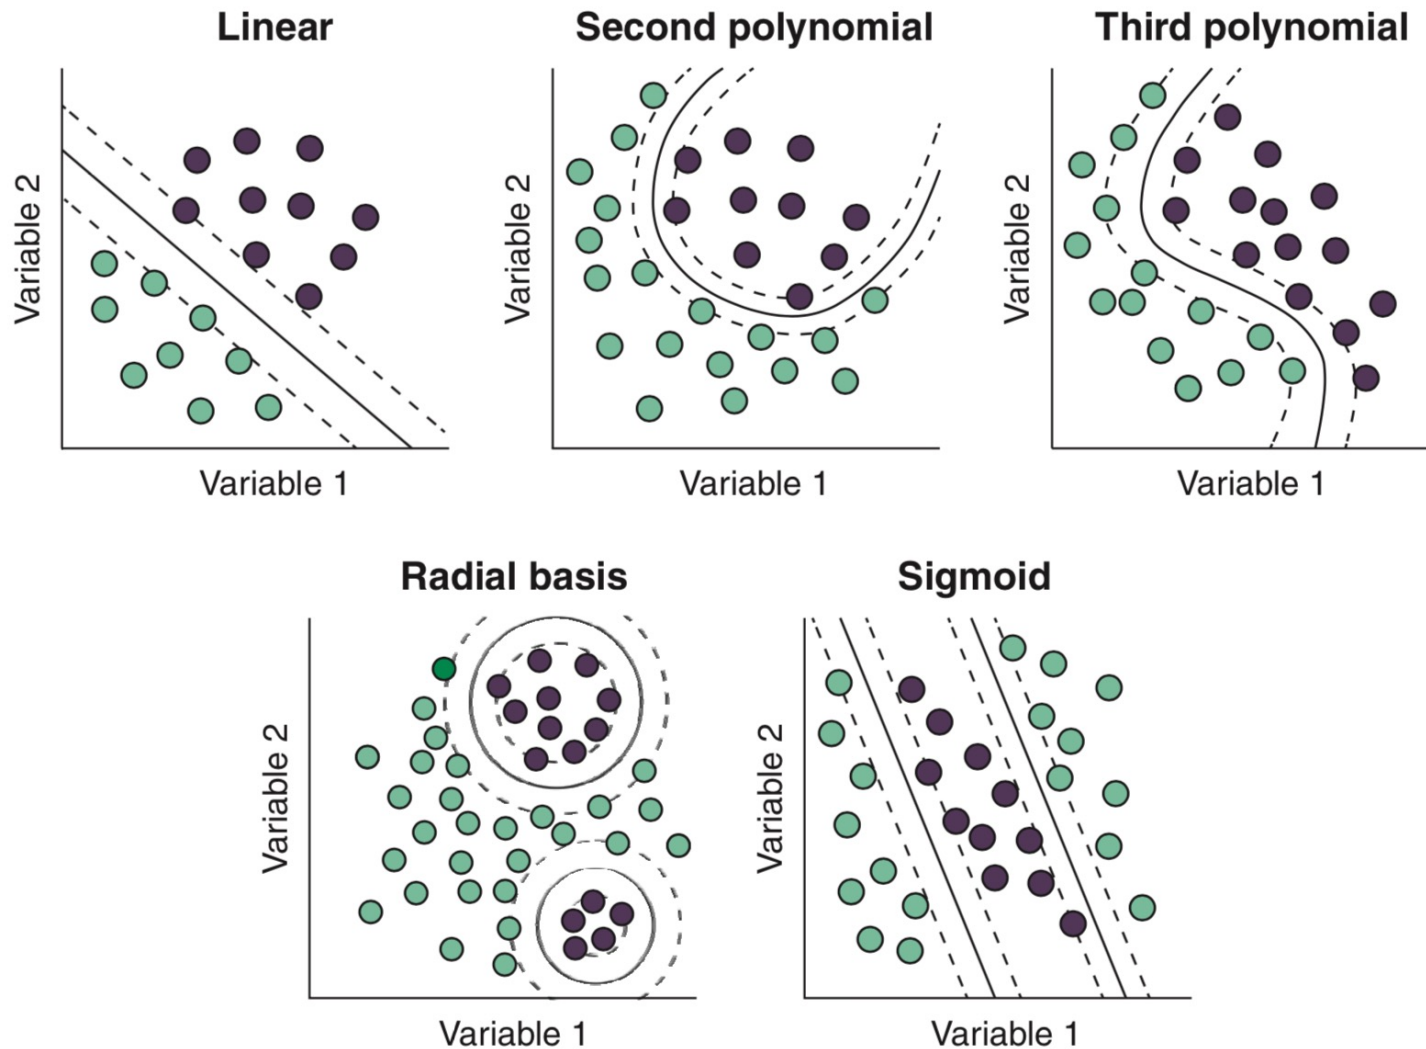 Linear
Variable 2
Variable 1
Second polynomial
Variable 2
Variable 1
Third polynomial
Variable 2
Variable 1
Radial basis
Variable 2
Variable 1
Sigmoid
Variable 2
Variable 1